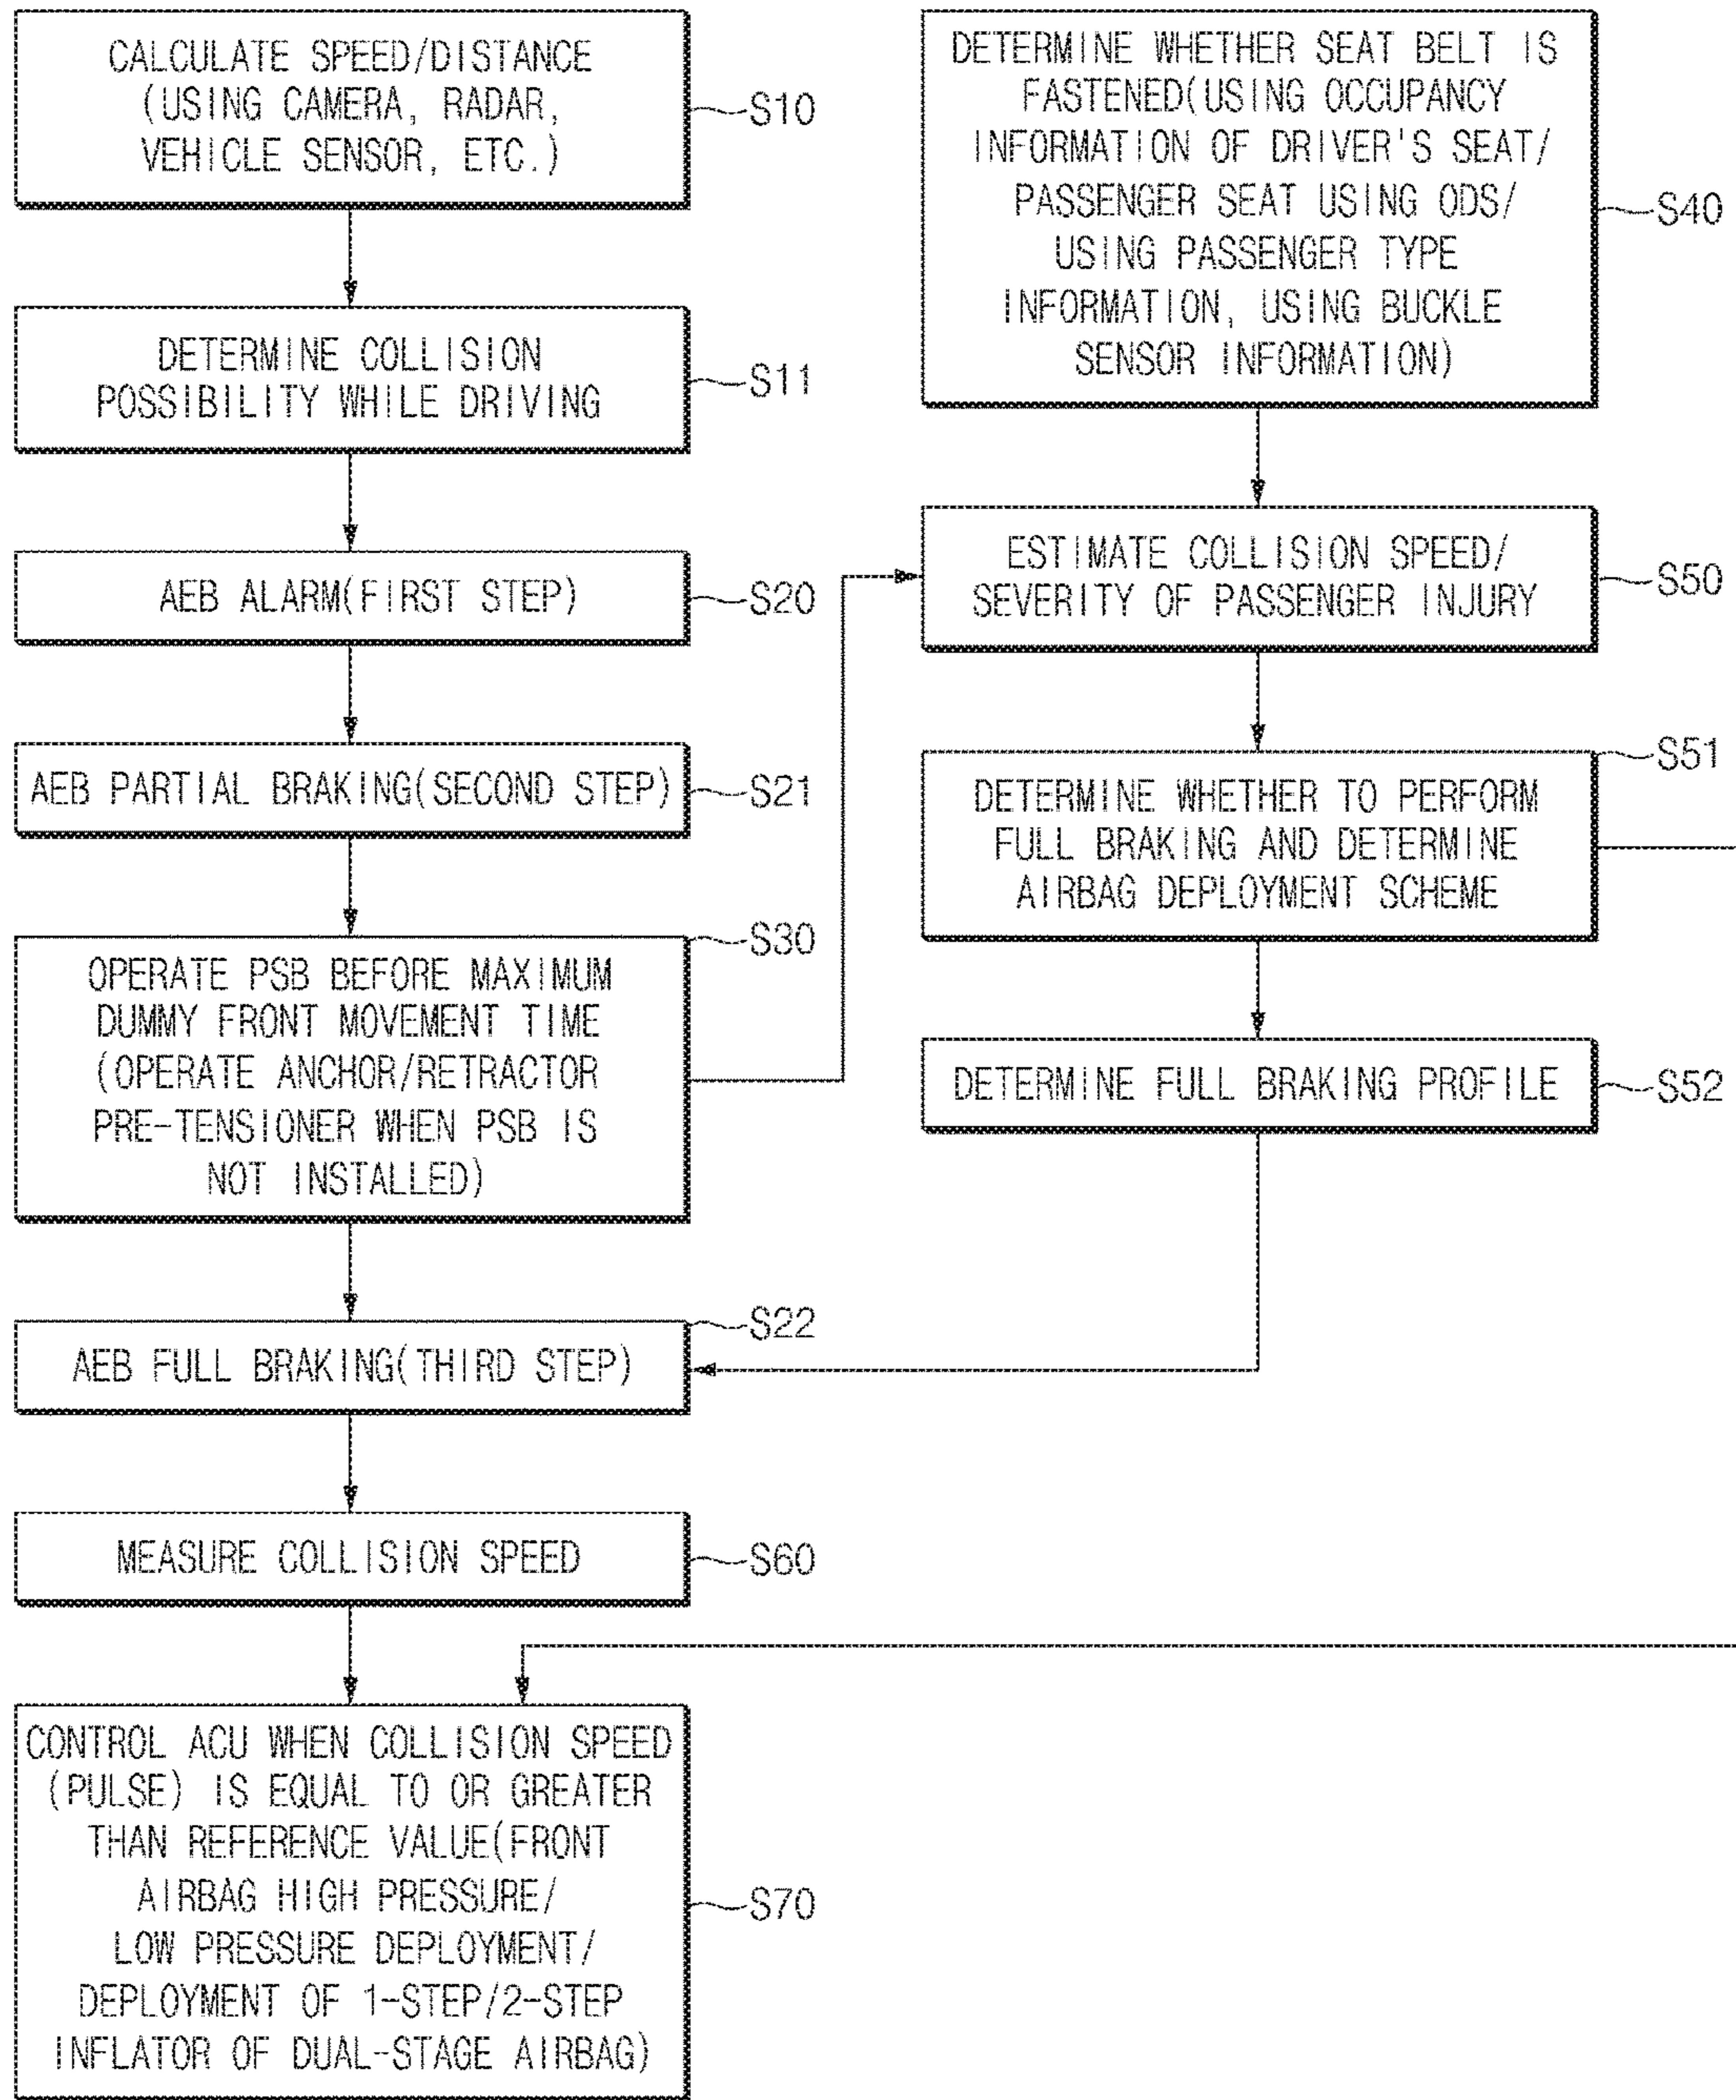 CALCULATE SPEED/DISTANCE
(USING CAMERA, RADAR,
VEHICLE SENSOR, ETC.)
S10
DETERMINE COLLISION
POSSIBILITY WHILE DRIVING
S11
AEB ALARM(FIRST STEP)
S20
AEB PARTIAL BRAKING(SECOND STEP)
S21
OPERATE PSB BEFORE MAXIMUM
DUMMY FRONT MOVEMENT TIME
(OPERATE ANCHOR/RETRACTOR
PRE-TENSIONER WHEN PSB IS
NOT INSTALLED)
S30
AEB FULL BRAKING(THIRD STEP)
S22
MEASURE COLLISION SPEED
S60
CONTROL ACU WHEN COLLISION SPEED
(PULSE) IS EQUAL TO OR GREATER
THAN REFERENCE VALUE(FRONT
AIRBAG HIGH PRESSURE/
LOW PRESSURE DEPLOYMENT/
DEPLOYMENT OF 1-STEP/2-STEP
INFLATOR OF DUAL-STAGE AIRBAG)
S70
DETERMINE WHETHER SEAT BELT IS
FASTENED(USING OCCUPANCY
INFORMATION OF DRIVER'S SEAT/
PASSENGER SEAT USING ODS/
USING PASSENGER TYPE
INFORMATION, USING BUCKLE
SENSOR INFORMATION)
S40
ESTIMATE COLLISION SPEED/
SEVERITY OF PASSENGER INJURY
S50
DETERMINE WHETHER TO PERFORM
FULL BRAKING AND DETERMINE
AIRBAG DEPLOYMENT SCHEME
S51
DETERMINE FULL BRAKING PROFILE
S52